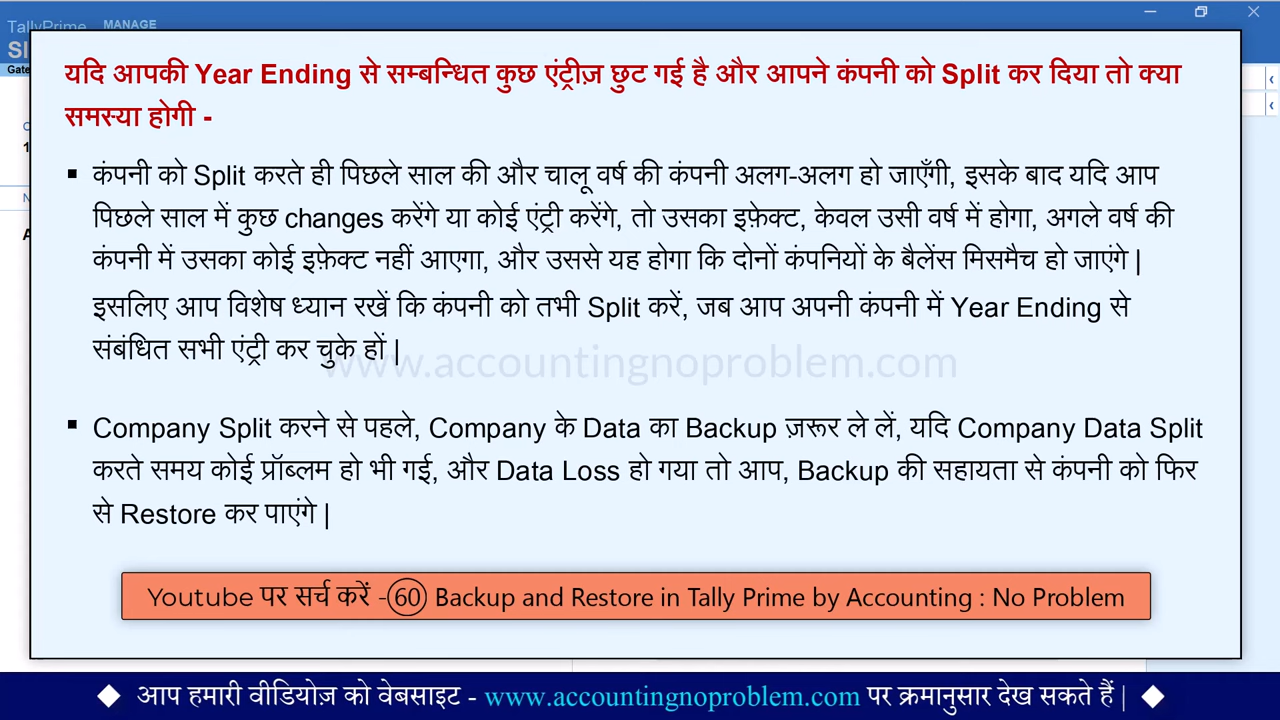 TallyPrime MANAGE
यदि आपकी Year Ending से सम्बन्धित कुछ एंट्रीज़ छुट गई है और आपने कंपनी को Split कर दिया तो क्या
समस्या होगी -
▪ कंपनी को Split करते ही पिछले साल की और चालू वर्ष की कंपनी अलग-अलग हो जाएँगी, इसके बाद यदि आप
पिछले साल में कुछ changes करेंगे या कोई एंट्री करेंगे, तो उसका इफ़ेक्ट, केवल उसी वर्ष में होगा, अगले वर्ष की
कंपनी में उसका कोई इफ़ेक्ट नहीं आएगा, और उससे यह होगा कि दोनों कंपनियों के बैलेंस मिसमैच हो जाएंगे |
इसलिए आप विशेष ध्यान रखें कि कंपनी को तभी Split करें, जब आप अपनी कंपनी में Year Ending से
संबंधित सभी एंट्री कर चुके हों |
www.accountingnoproblem.com
▪ Company Split करने से पहले, Company के Data का Backup ज़रूर ले लें, यदि Company Data Split
करते समय कोई प्रॉब्लम हो भी गई, और Data Loss हो गया तो आप, Backup की सहायता से कंपनी को फिर
से Restore कर पाएंगे |
Youtube पर सर्च करें -60 Backup and Restore in Tally Prime by Accounting : No Problem
◆ आप हमारी वीडियोज़ को वेबसाइट - www.accountingnoproblem.com पर क्रमानुसार देख सकते हैं | ◆